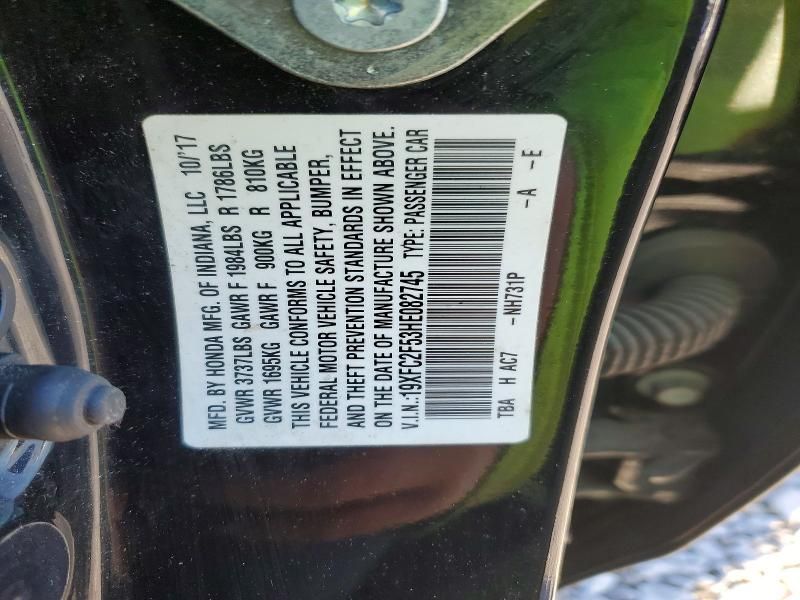 MFD. BY HONDA MFG. OF INDIANA, LLC 10/'17
GVWR 3737LBS GAWR F 1984LBS R 1786LBS
GVWR 1695KG GAWR F 900KG R 810KG
THIS VEHICLE CONFORMS TO ALL APPLICABLE
FEDERAL MOTOR VEHICLE SAFETY, BUMPER,
AND THEFT PREVENTION STANDARDS IN EFFECT
ON THE DATE OF MANUFACTURE SHOWN ABOVE.
V.I.N.:19XFC2F53HE082745 TYPE: PASSENGER CAR
TBA H AC7 -NH731P -A -E